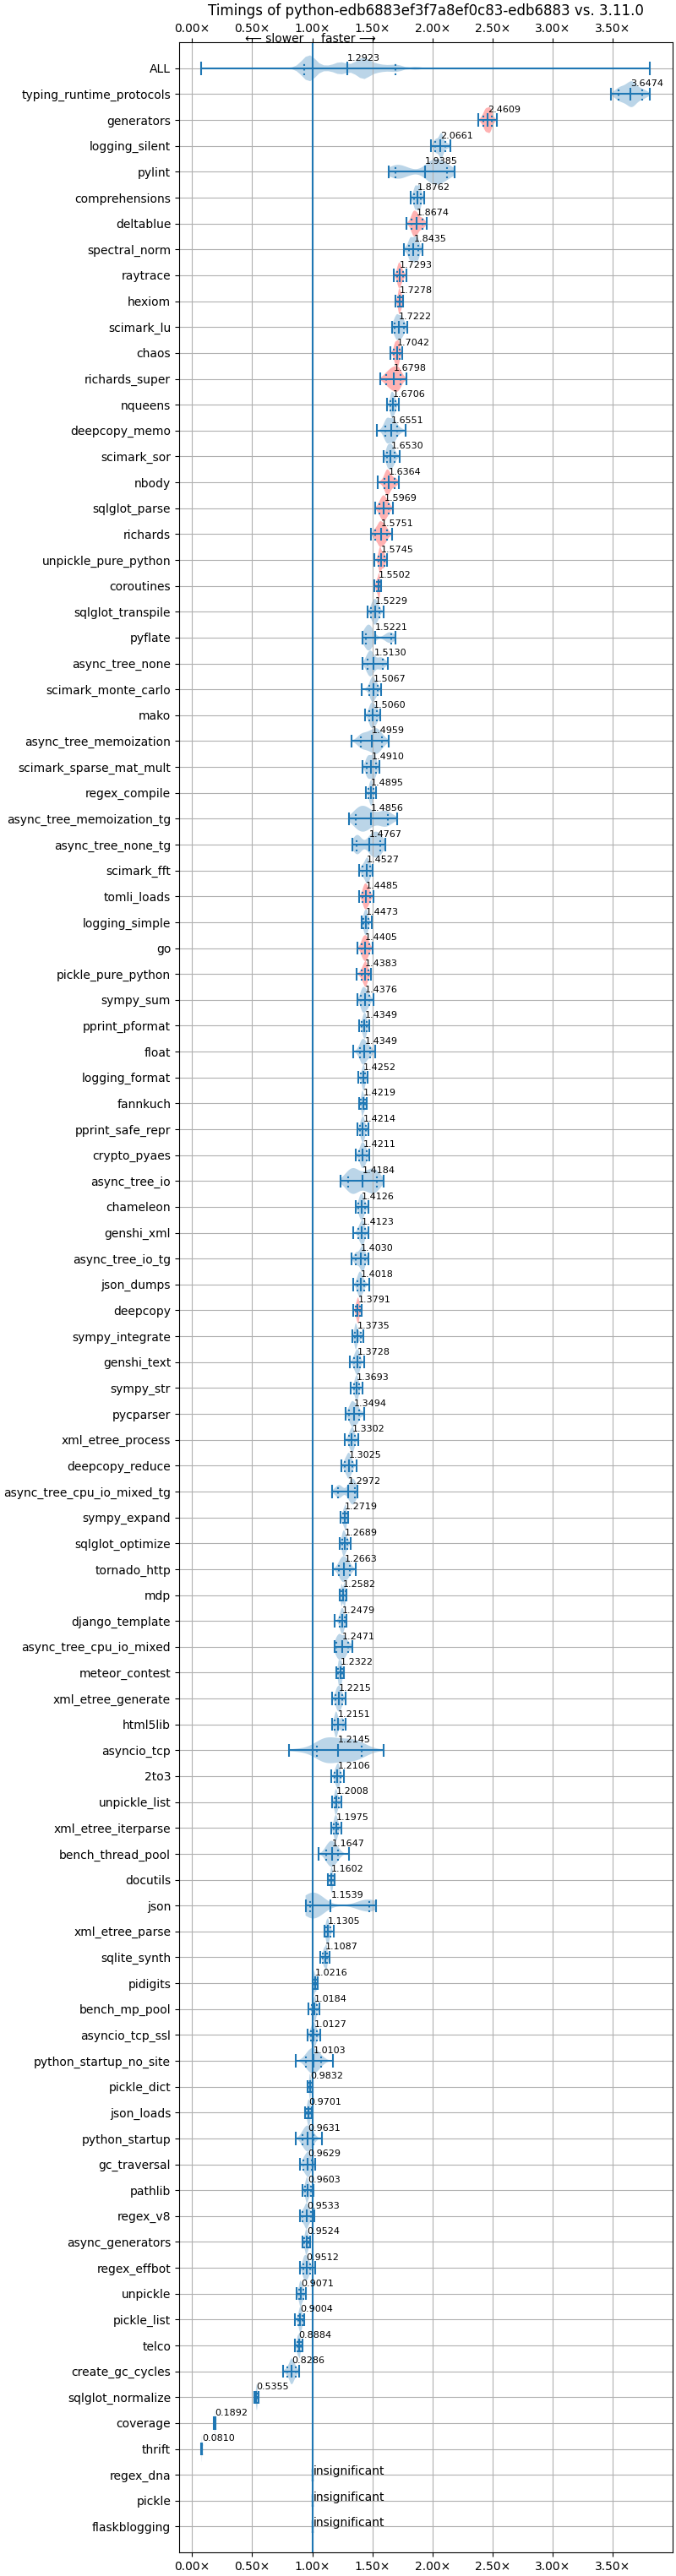 Timings of python-edb6883ef3f7a8ef0c83-edb6883 vs. 3.11.0
0.00× 0.50× 1.00× 1.50× 2.00× 2.50× 3.00× 3.50×
⟵ slower faster ⟶
ALL 1.2923
typing_runtime_protocols 3.6474
generators 2.4609
logging_silent 2.0661
pylint 1.9385
comprehensions 1.8762
deltablue 1.8674
spectral_norm 1.8435
raytrace 1.7293
hexiom 1.7278
scimark_lu 1.7222
chaos 1.7042
richards_super 1.6798
nqueens 1.6706
deepcopy_memo 1.6551
scimark_sor 1.6530
nbody 1.6364
sqlglot_parse 1.5969
richards 1.5751
unpickle_pure_python 1.5745
coroutines 1.5502
sqlglot_transpile 1.5229
pyflate 1.5221
async_tree_none 1.5130
scimark_monte_carlo 1.5067
mako 1.5060
async_tree_memoization 1.4959
scimark_sparse_mat_mult 1.4910
regex_compile 1.4895
async_tree_memoization_tg 1.4856
async_tree_none_tg 1.4767
scimark_fft 1.4527
tomli_loads 1.4485
logging_simple 1.4473
go 1.4405
pickle_pure_python 1.4383
sympy_sum 1.4376
pprint_pformat 1.4349
float 1.4349
logging_format 1.4252
fannkuch 1.4219
pprint_safe_repr 1.4214
crypto_pyaes 1.4211
async_tree_io 1.4184
chameleon 1.4126
genshi_xml 1.4123
async_tree_io_tg 1.4030
json_dumps 1.4018
deepcopy 1.3791
sympy_integrate 1.3735
genshi_text 1.3728
sympy_str 1.3693
pycparser 1.3494
xml_etree_process 1.3302
deepcopy_reduce 1.3025
async_tree_cpu_io_mixed_tg 1.2972
sympy_expand 1.2719
sqlglot_optimize 1.2689
tornado_http 1.2663
mdp 1.2582
django_template 1.2479
async_tree_cpu_io_mixed 1.2471
meteor_contest 1.2322
xml_etree_generate 1.2215
html5lib 1.2151
asyncio_tcp 1.2145
2to3 1.2106
unpickle_list 1.2008
xml_etree_iterparse 1.1975
bench_thread_pool 1.1647
docutils 1.1602
json 1.1539
xml_etree_parse 1.1305
sqlite_synth 1.1087
pidigits 1.0216
bench_mp_pool 1.0184
asyncio_tcp_ssl 1.0127
python_startup_no_site 1.0103
pickle_dict 0.9832
json_loads 0.9701
python_startup 0.9631
gc_traversal 0.9629
pathlib 0.9603
regex_v8 0.9533
async_generators 0.9524
regex_effbot 0.9512
unpickle 0.9071
pickle_list 0.9004
telco 0.8884
create_gc_cycles 0.8286
sqlglot_normalize 0.5355
coverage 0.1892
thrift 0.0810
regex_dna insignificant
pickle insignificant
flaskblogging insignificant
0.00× 0.50× 1.00× 1.50× 2.00× 2.50× 3.00× 3.50×